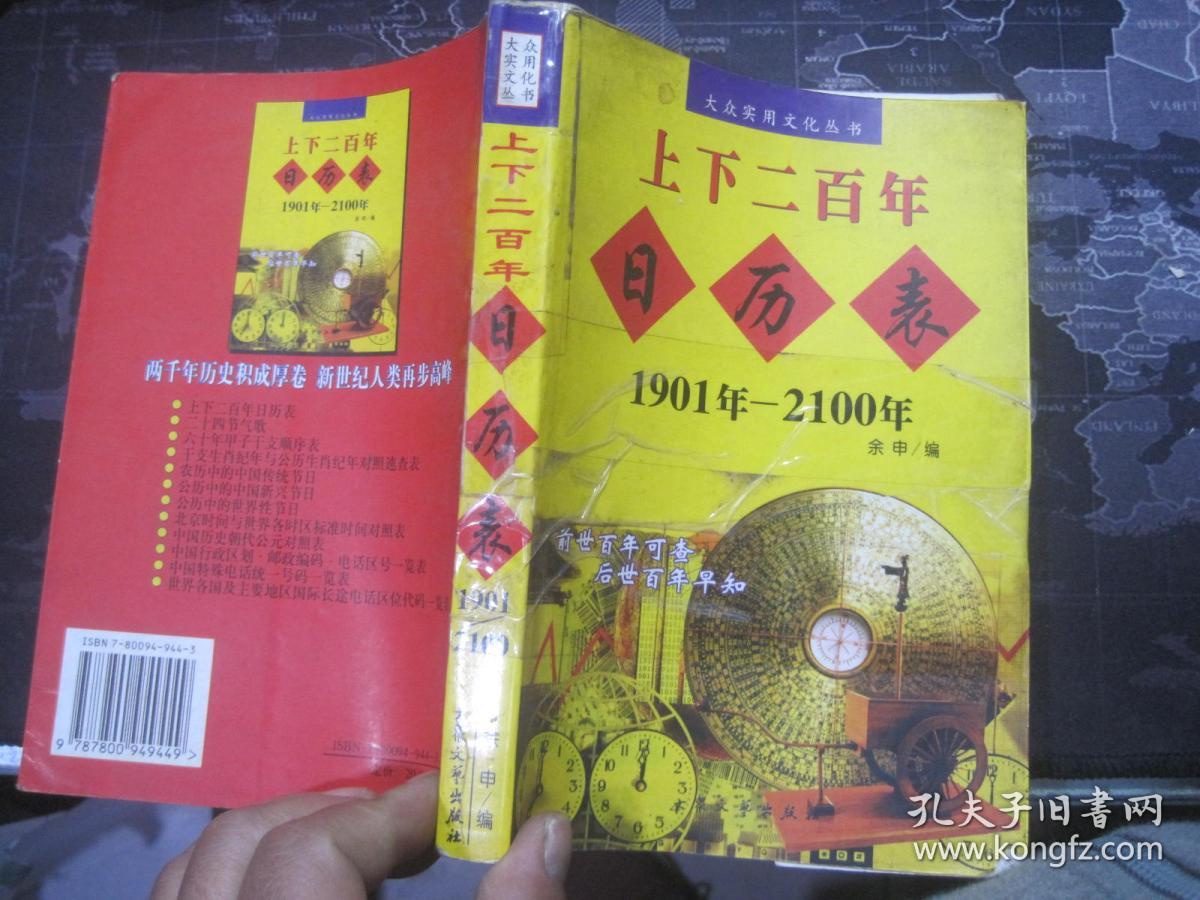 上下二百年
日历表
1901年—2100年
两千年历史积成厚卷 新世纪人类再步高峰
上下二百年日历表
二十四节气歌
六十年甲子干支顺序表
干支生肖纪年与公历生肖纪年对照速查表
农历中的中国传统节日
公历中的中国新兴节日
公历中的世界性节日
北京时间与世界各时区标准时间对照表
中国历史朝代公元对照表
中国行政区划·邮政编码·电话区号一览表
中国特殊电话统一号码一览表
世界各国及主要地区国际长途电话区位代码一览表
ISBN 7-80094-944-3
9 787800 949449>
大众实用文化丛书
上下二百年
日历表
1901
2100
申/编
文艺出版社
大众实用文化丛书
上下二百年
日历表
1901年—2100年
余申/编
前世百年可查
后世百年早知
文艺出版
孔夫子旧书网
www.kongfz.com